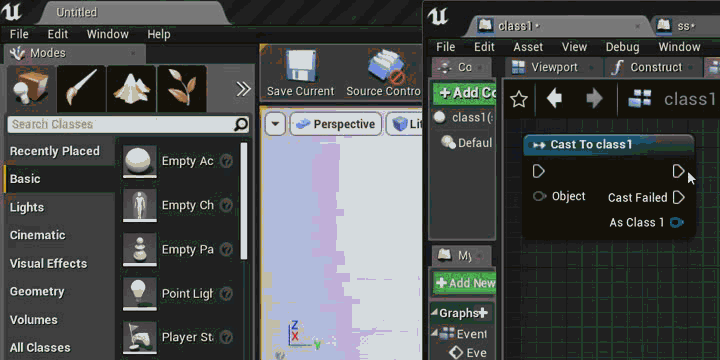 Untitled
File Edit Window Help
Modes
Save Current
Source Contro
Search Classes
Recently Placed
Basic
Lights
Cinematic
Visual Effects
Geometry
Volumes
All Classes
Empty Ac
Empty Ch
Empty Pa
Point Ligh
Player St
Perspective
Lit
Z
X
class1*
ss*
File Edit Asset View Debug Window
Co
Viewport
Construct
Add Co
class1
class1(s
Defaul
Cast To class1
Object
Cast Failed
As Class 1
My
Add New
Graphs
Event
Eve